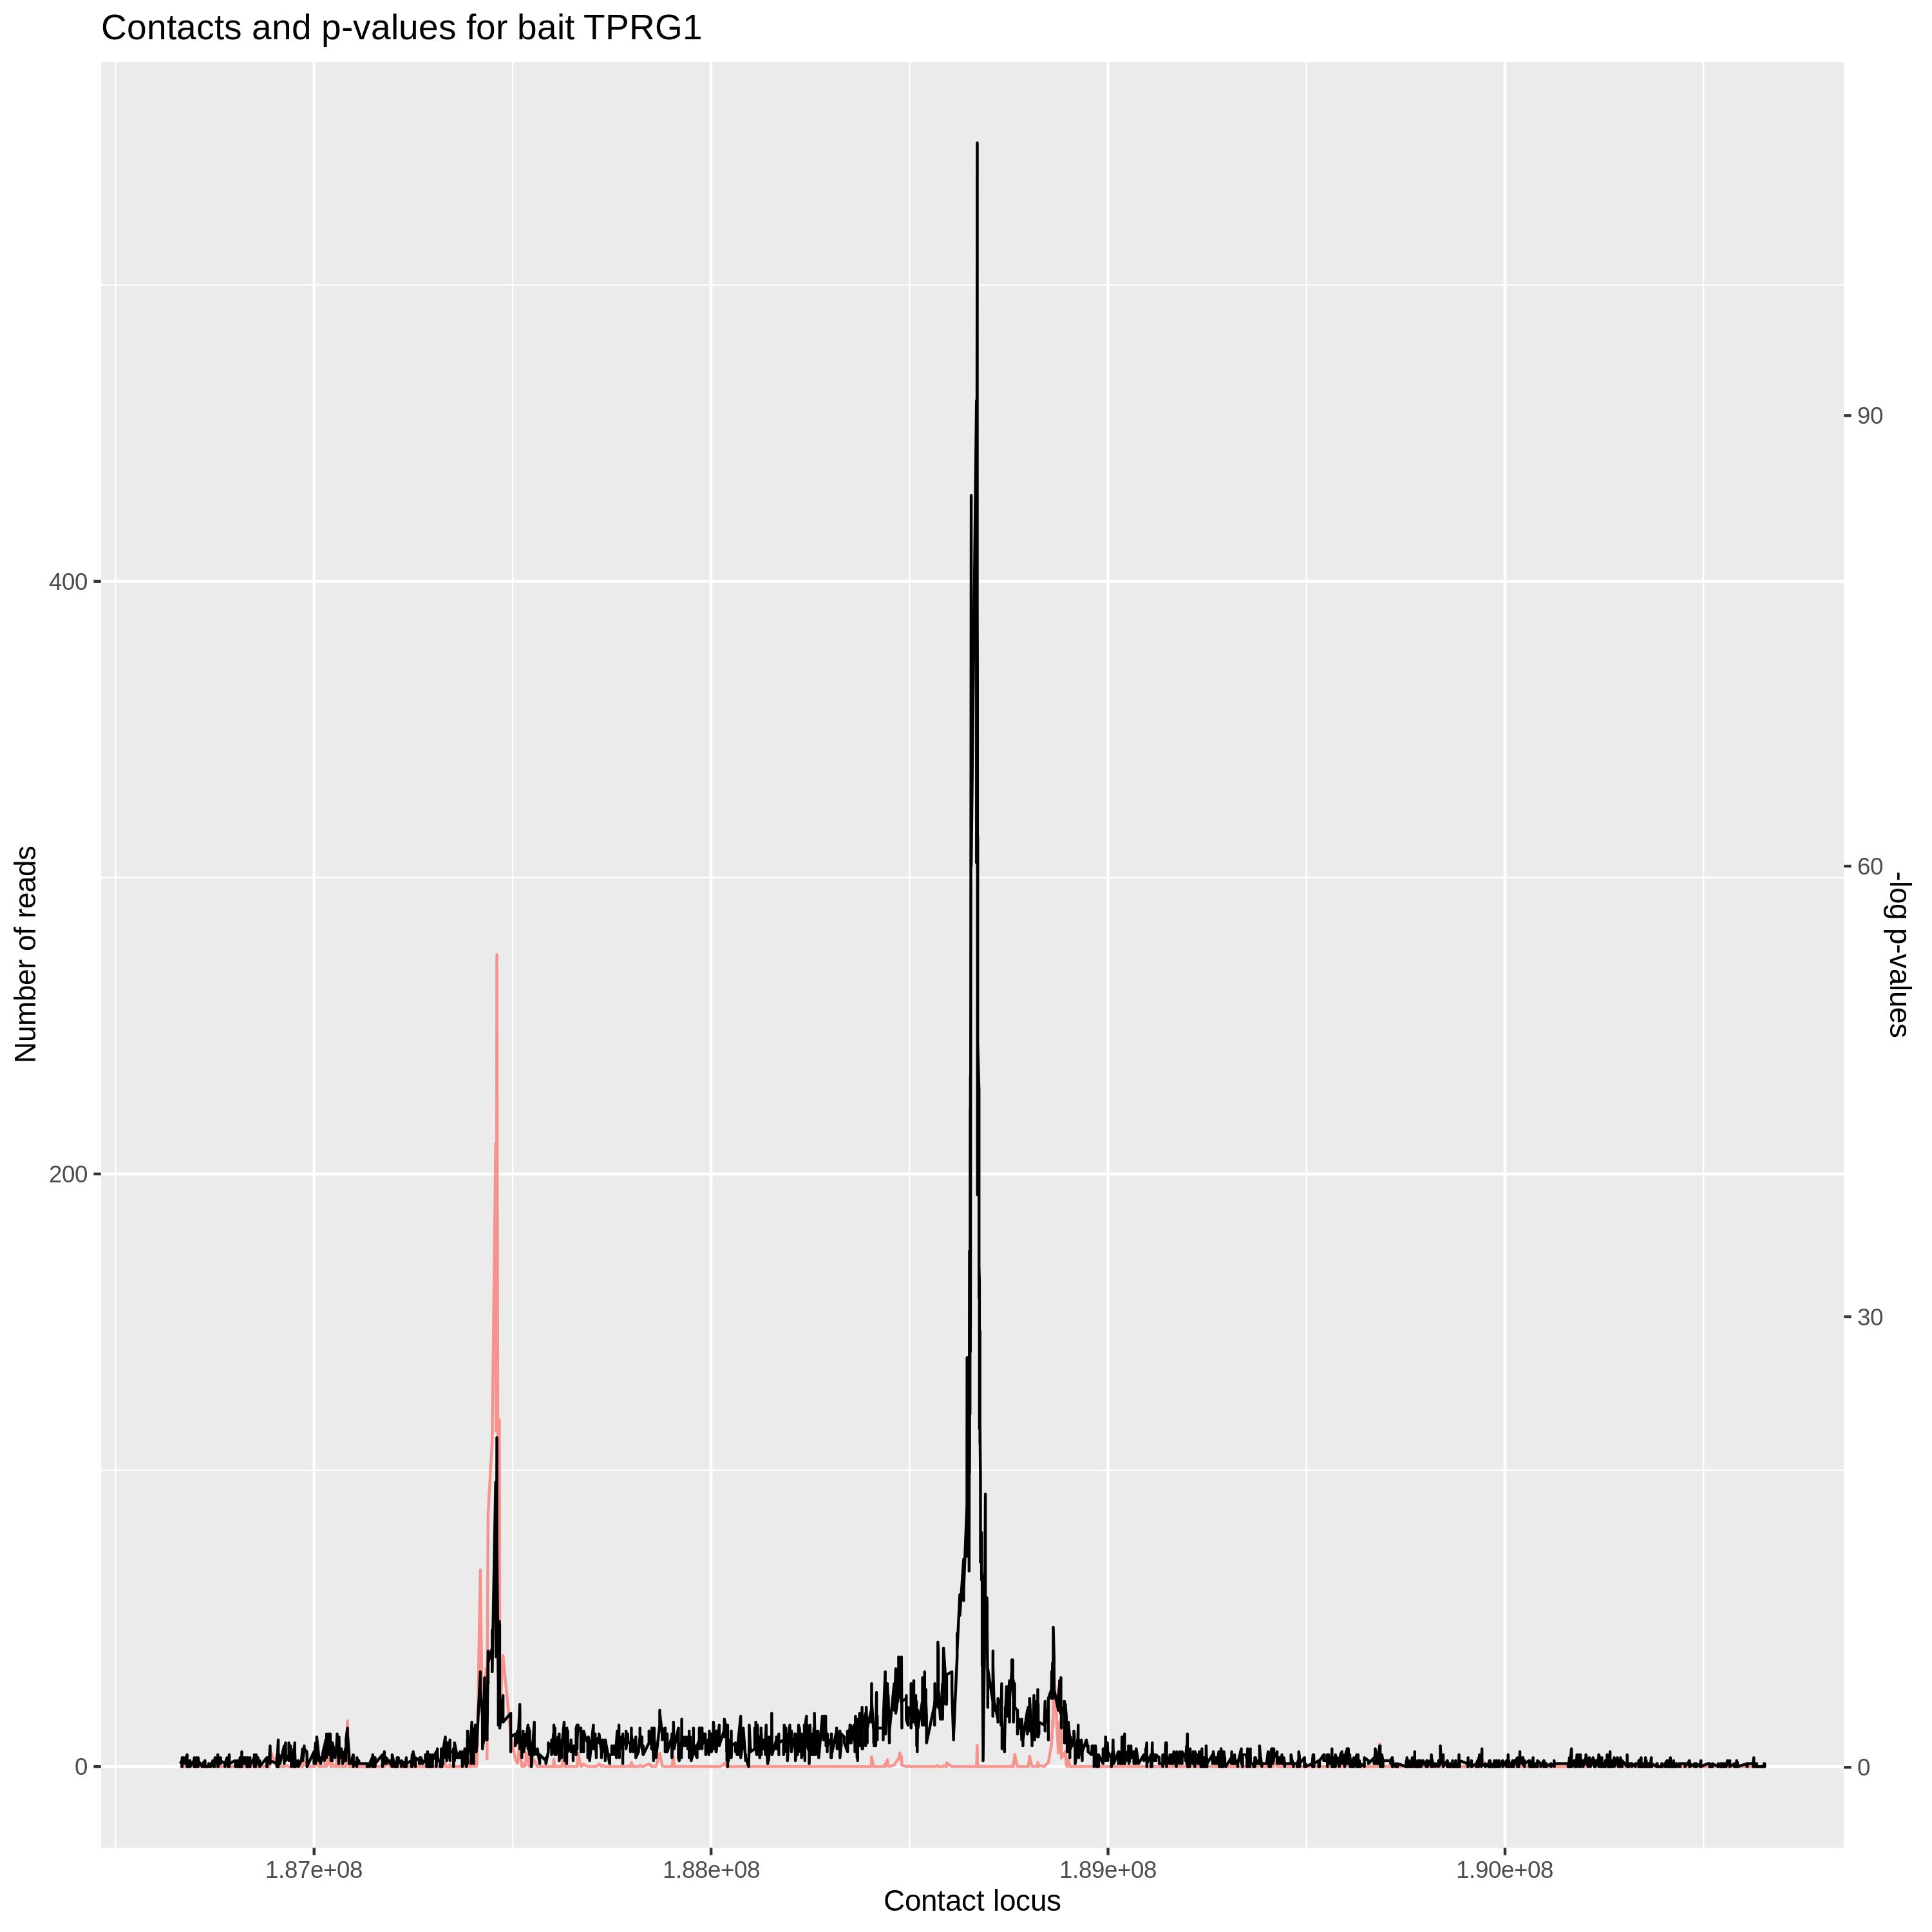 Contacts and p-values for bait TPRG1
Number of reads
400
200
0
90
60
30
0
-log p-values
1.87e+08 1.88e+08 1.89e+08 1.90e+08
Contact locus